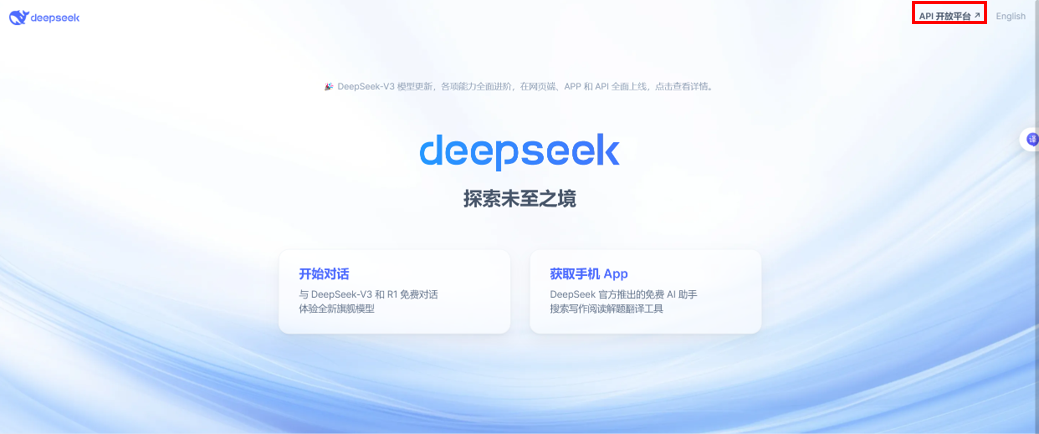 deepseek
API 开放平台 ↗ English
🎉 DeepSeek-V3 模型更新，各项能力全面进阶，在网页端、APP 和 API 全面上线，点击查看详情。
译
deepseek
探索未至之境
开始对话
与 DeepSeek-V3 和 R1 免费对话
体验全新旗舰模型
获取手机 App
DeepSeek 官方推出的免费 AI 助手
搜索写作阅读解题翻译工具